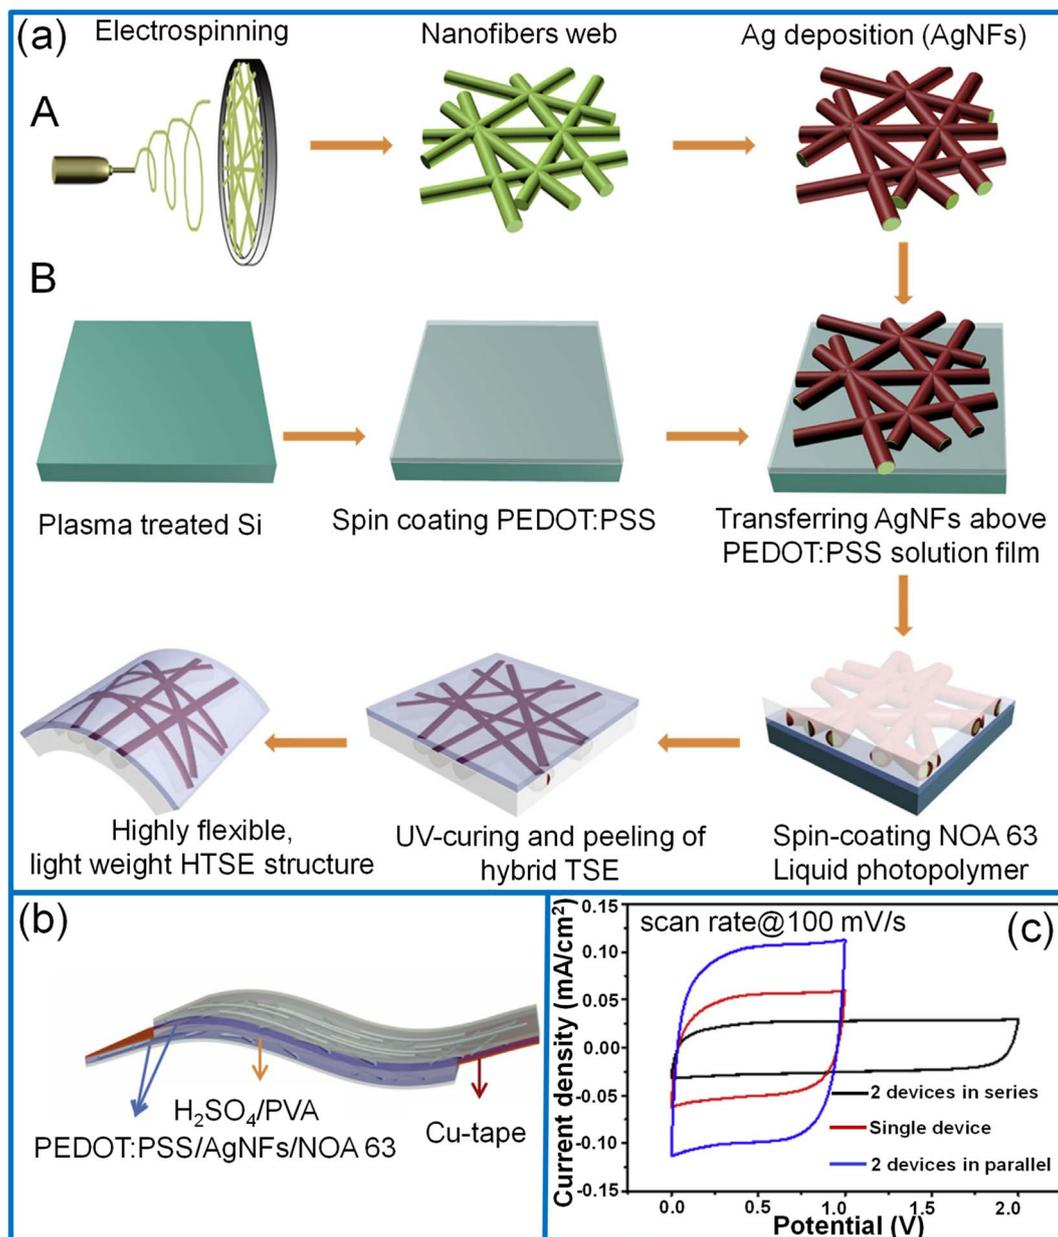 (a)
Electrospinning
Nanofibers web
Ag deposition (AgNFs)
A
B
Plasma treated Si
Spin coating PEDOT:PSS
Transferring AgNFs above
PEDOT:PSS solution film
Highly flexible,
light weight HTSE structure
UV-curing and peeling of
hybrid TSE
Spin-coating NOA 63
Liquid photopolymer
(b)
H₂SO₄/PVA
PEDOT:PSS/AgNFs/NOA 63
Cu-tape
(c)
scan rate@100 mV/s
Current density (mA/cm²)
0.15
0.10
0.05
0.00
-0.05
-0.10
-0.15
2 devices in series
Single device
2 devices in parallel
0.0 0.5 1.0 1.5 2.0
Potential (V)